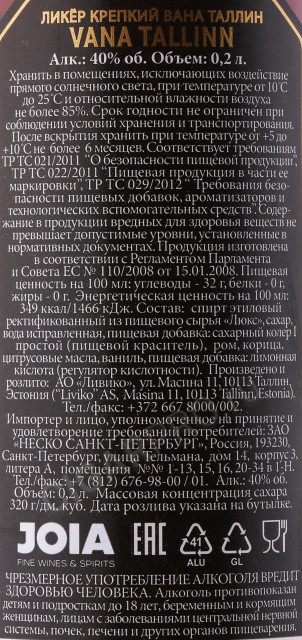 ЛИКЁР КРЕПКИЙ ВАНА ТАЛЛИН
VANA TALLINN
Алк.: 40% об. Объем: 0,2 л.
Хранить в помещениях, исключающих воздействие
прямого солнечного света, при температуре от 10°С
до 25°С и относительной влажности воздуха
не более 85%. Срок годности не ограничен при
соблюдении условий хранения и транспортирования.
После вскрытия хранить при температуре от +5 до
+10°С не более 6 месяцев. Соответствует требованиям
ТР ТС 021/2011 "О безопасности пищевой продукции",
ТР ТС 022/2011 "Пищевая продукция в части ее
маркировки", ТР ТС 029/2012 "Требования безо-
пасности пищевых добавок, ароматизаторов и
технологических вспомогательных средств". Содер-
жание в продукции вредных для здоровья веществ не
превышает допустимые уровни, установленные в
нормативных документах. Продукция изготовлена
в соответствии с Регламентом Парламента
и Совета ЕС № 110/2008 от 15.01.2008. Пищевая
ценность на 100 мл: углеводы - 32 г, белки - 0 г,
жиры - 0 г. Энергетическая ценность на 100 мл:
349 ккал/1466 кДж. Состав: спирт этиловый
ректификованный из пищевого сырья «Люкс», сахар,
вода исправленная, пищевая добавка: сахарный колер I
простой (пищевой краситель), ром, корица,
цитрусовые масла, ваниль, пищевая добавка: лимонная
кислота (регулятор кислотности). Произведено и
розлито: АО «Ливико», ул. Масина 11, 10113 Таллин,
Эстония ("Liviko" AS, Masina 11, 10113 Tallinn, Estonia).
Тел./факс: +372 667 8000/002.
Импортер и лицо, уполномоченное на принятие и
удовлетворение требований потребителей: ЗАО
"НЕСКО САНКТ-ПЕТЕРБУРГ", Россия, 193230,
Санкт-Петербург, улица Тельмана, дом 14, корпус 3,
литера А, помещения №№ 1-13, 15, 16, 20-34 в 1-Н.
Тел./факс: +7 (812) 676-98-00 / 01. Алк.: 40% об.
Объем: 0,2 л. Массовая концентрация сахара
320 г/дм. куб. Дата розлива указана на бутылке.
JOIA
FINE WINES & SPIRITS
EAC
41
ALU
GL
ЧРЕЗМЕРНОЕ УПОТРЕБЛЕНИЕ АЛКОГОЛЯ ВРЕДИТ
ЗДОРОВЬЮ ЧЕЛОВЕКА. Алкоголь противопоказан
детям и подросткам до 18 лет, беременным и кормящим
женщинам, лицам с заболеваниями центральной нервной
системы, почек, печени и других органов пищеварения.